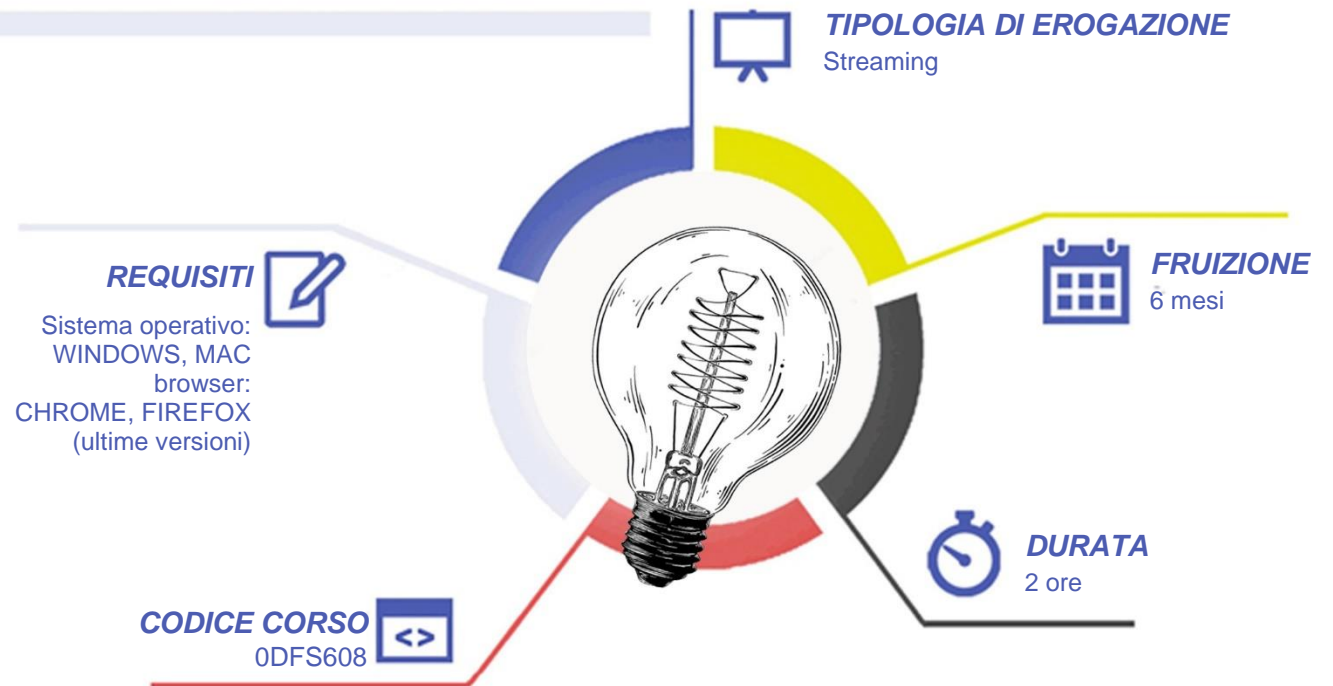 TIPOLOGIA DI EROGAZIONE
Streaming
REQUISITI
Sistema operativo:
WINDOWS, MAC
browser:
CHROME, FIREFOX
(ultime versioni)
FRUIZIONE
6 mesi
DURATA
2 ore
CODICE CORSO
0DFS608